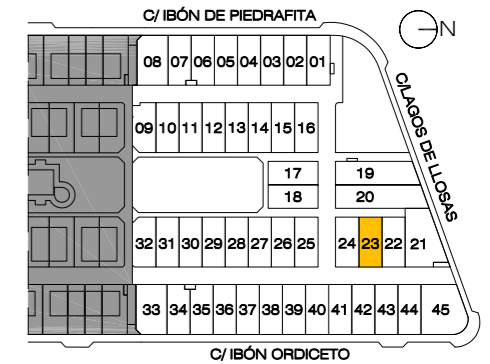 C/ IBÓN DE PIEDRAFITA
N
08 07 06 05 04 03 02 01
C/LAGOS DE LLOSAS
09 10 11 12 13 14 15 16
17 19
18 20
32 31 30 29 28 27 26 25 24 23 22 21
33 34 35 36 37 38 39 40 41 42 43 44 45
C/ IBÓN ORDICETO